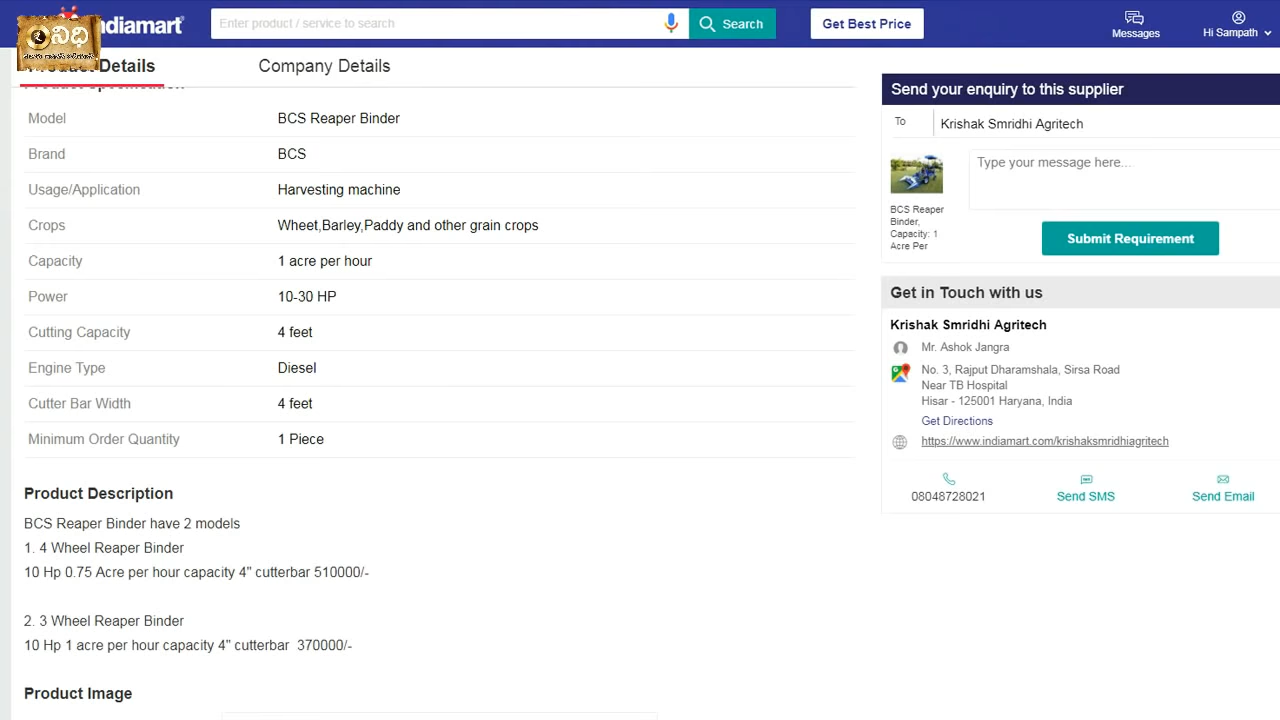 indiamart
Enter product / service to search
Search
Get Best Price
Messages
Hi Sampath
ನಿಧಿ
Product Details
Company Details
Product Specification
Model
BCS Reaper Binder
Brand
BCS
Usage/Application
Harvesting machine
Crops
Wheet,Barley,Paddy and other grain crops
Capacity
1 acre per hour
Power
10-30 HP
Cutting Capacity
4 feet
Engine Type
Diesel
Cutter Bar Width
4 feet
Minimum Order Quantity
1 Piece
Product Description
BCS Reaper Binder have 2 models
1. 4 Wheel Reaper Binder
10 Hp 0.75 Acre per hour capacity 4" cutterbar 510000/-
2. 3 Wheel Reaper Binder
10 Hp 1 acre per hour capacity 4" cutterbar 370000/-
Product Image
Send your enquiry to this supplier
To
Krishak Smridhi Agritech
Type your message here...
BCS Reaper
Binder,
Capacity: 1
Acre Per
Submit Requirement
Get in Touch with us
Krishak Smridhi Agritech
Mr. Ashok Jangra
No. 3, Rajput Dharamshala, Sirsa Road
Near TB Hospital
Hisar - 125001 Haryana, India
Get Directions
https://www.indiamart.com/krishaksmridhiagritech
08048728021
Send SMS
Send Email